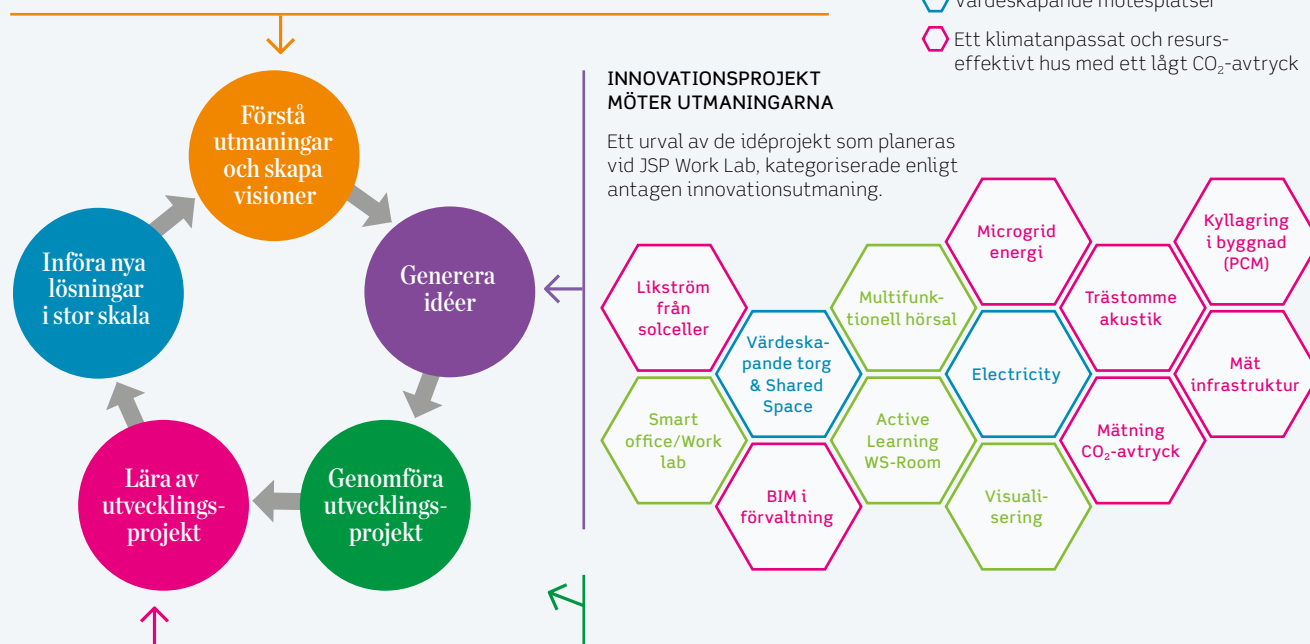 Värdeskapande mötesplatser
Ett klimatanpassat och resurs-
effektivt hus med ett lågt CO₂-avtryck
Förstå
utmaningar
och skapa
visioner
Generera
idéer
Genomföra
utvecklings-
projekt
Lära av
utvecklings-
projekt
Införa nya
lösningar
i stor skala
INNOVATIONSPROJEKT
MÖTER UTMANINGARNA
Ett urval av de idéprojekt som planeras
vid JSP Work Lab, kategoriserade enligt
antagen innovationsutmaning.
Likström
från
solceller
Smart
office/Work
lab
Värdeska-
pande torg
& Shared
Space
BIM i
förvaltning
Multifunk-
tionell hörsal
Active
Learning
WS-Room
Microgrid
energi
Electricity
Visuali-
sering
Trästomme
akustik
Mätning
CO₂-avtryck
Kyllagring
i byggnad
(PCM)
Mät
infrastruktur